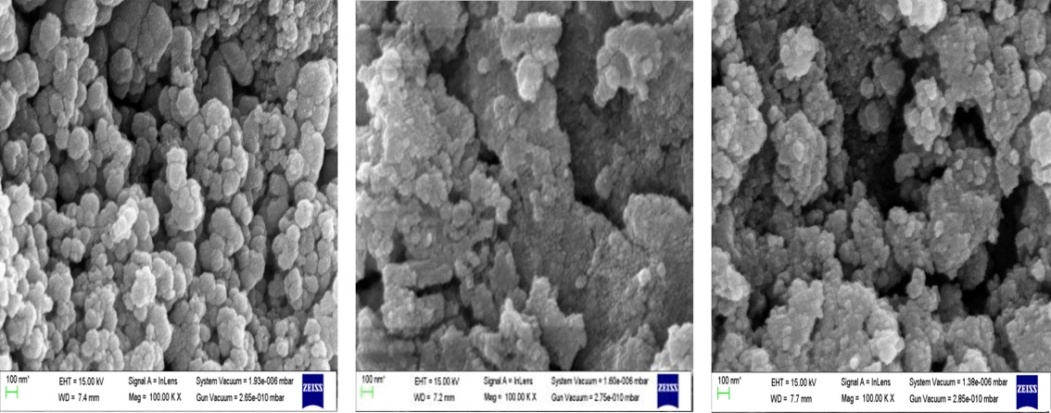 100 nm* EHT = 15.00 kV Signal A = InLens System Vacuum = 1.93e-006 mbar
WD = 7.4 mm Mag = 100.00 K X Gun Vacuum = 2.65e-010 mbar
ZEISS
100 nm* EHT = 15.00 kV Signal A = InLens System Vacuum = 1.60e-006 mbar
WD = 7.2 mm Mag = 100.00 K X Gun Vacuum = 2.75e-010 mbar
ZEISS
100 nm* EHT = 15.00 kV Signal A = InLens System Vacuum = 1.38e-006 mbar
WD = 7.7 mm Mag = 100.00 K X Gun Vacuum = 2.85e-010 mbar
ZEISS